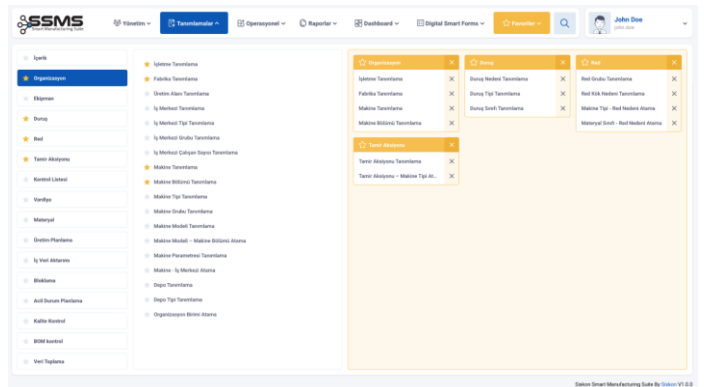 SSMS
Smart Manufacturing Suite
Yönetim
Tanımlamalar
Operasyonel
Raporlar
Dashboard
Digital Smart Forms
Favoriler
John Doe
john.doe
İçerik
Organizasyon
Ekipman
Duruş
Red
Tamir Aksiyonu
Kontrol Listesi
Vardiya
Materyal
Üretim Planlama
İş Veri Aktarımı
Bloklama
Acil Durum Planlama
Kalite Kontrol
BOM kontrol
Veri Toplama
İşletme Tanımlama
Fabrika Tanımlama
Üretim Alanı Tanımlama
İş Merkezi Tanımlama
İş Merkezi Tipi Tanımlama
İş Merkezi Grubu Tanımlama
İş Merkezi Çalışan Sayısı Tanımlama
Makine Tanımlama
Makine Bölümü Tanımlama
Makine Tipi Tanımlama
Makine Grubu Tanımlama
Makine Modeli Tanımlama
Makine Modeli – Makine Bölümü Atama
Makine Parametresi Tanımlama
Makine - İş Merkezi Atama
Depo Tanımlama
Depo Tipi Tanımlama
Organizasyon Birimi Atama
Organizasyon
İşletme Tanımlama
Fabrika Tanımlama
Makine Tanımlama
Makine Bölümü Tanımlama
Duruş
Duruş Nedeni Tanımlama
Duruş Tipi Tanımlama
Duruş Sınıfı Tanımlama
Red
Red Grubu Tanımlama
Red Kök Nedeni Tanımlama
Makine Tipi - Red Nedeni Atama
Materyal Sınıfı - Red Nedeni Atama
Tamir Aksiyonu
Tamir Aksiyonu Tanımlama
Tamir Aksiyonu – Makine Tipi At...
Siskon Smart Manufacturing Suite By Siskon V1.0.0